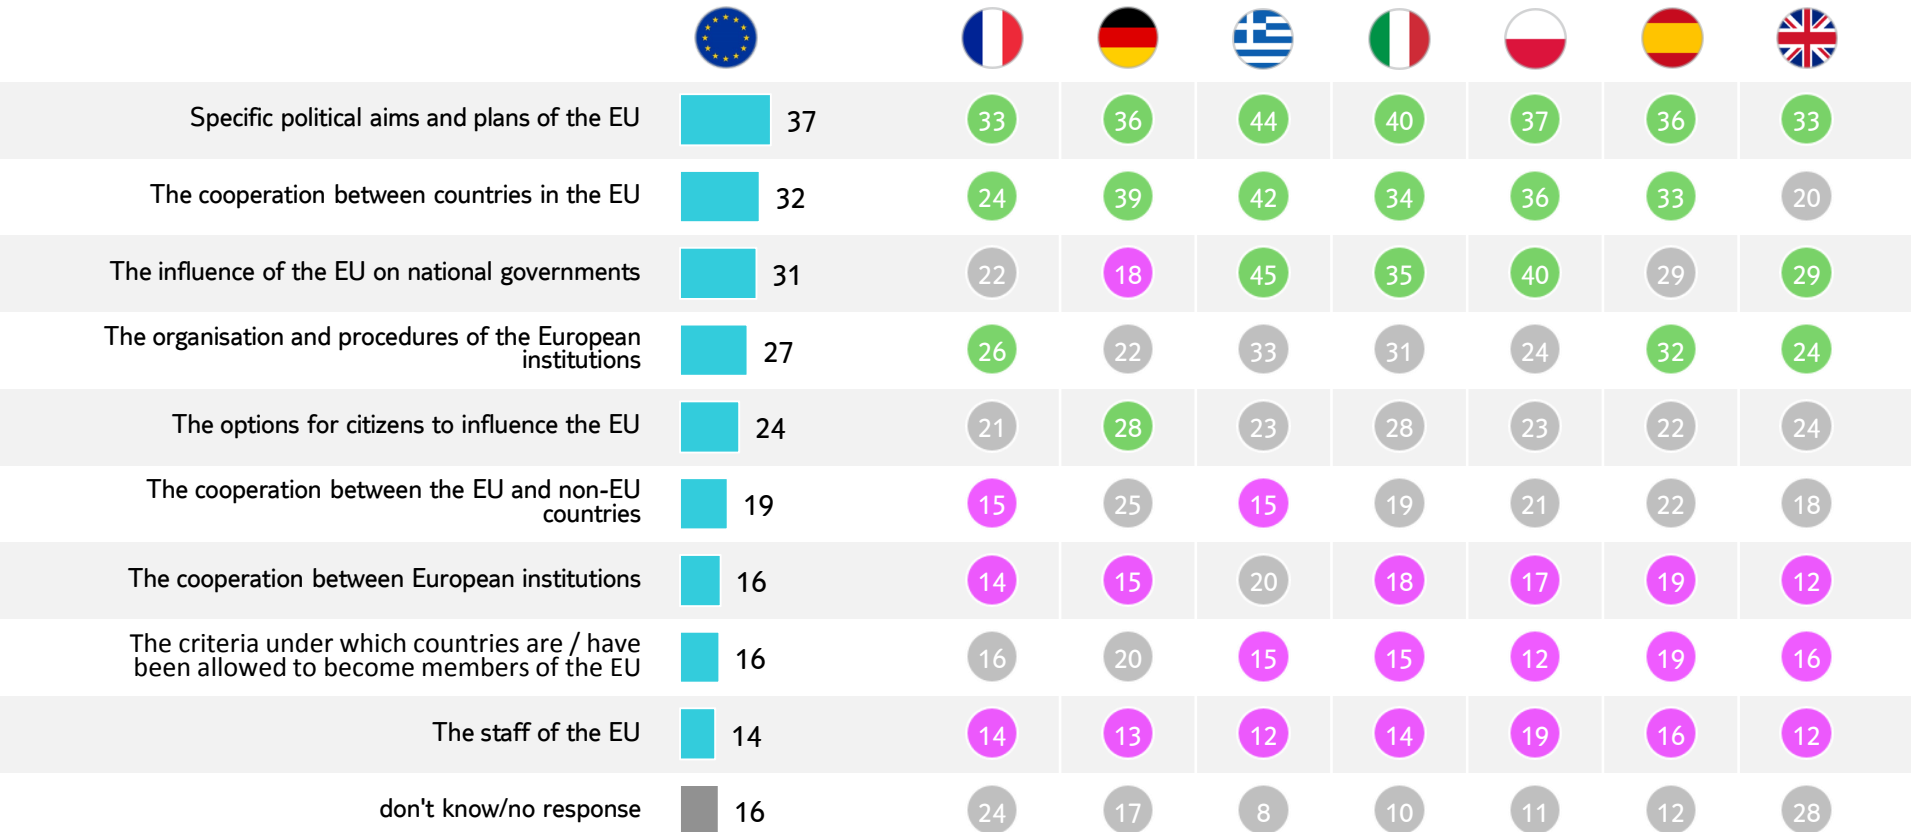 Specific political aims and plans of the EU 37 33 36 44 40 37 36 33
The cooperation between countries in the EU 32 24 39 42 34 36 33 20
The influence of the EU on national governments 31 22 18 45 35 40 29 29
The organisation and procedures of the European
institutions 27 26 22 33 31 24 32 24
The options for citizens to influence the EU 24 21 28 23 28 23 22 24
The cooperation between the EU and non-EU
countries 19 15 25 15 19 21 22 18
The cooperation between European institutions 16 14 15 20 18 17 19 12
The criteria under which countries are / have
been allowed to become members of the EU 16 16 20 15 15 12 19 16
The staff of the EU 14 14 13 12 14 19 16 12
don't know/no response 16 24 17 8 10 11 12 28